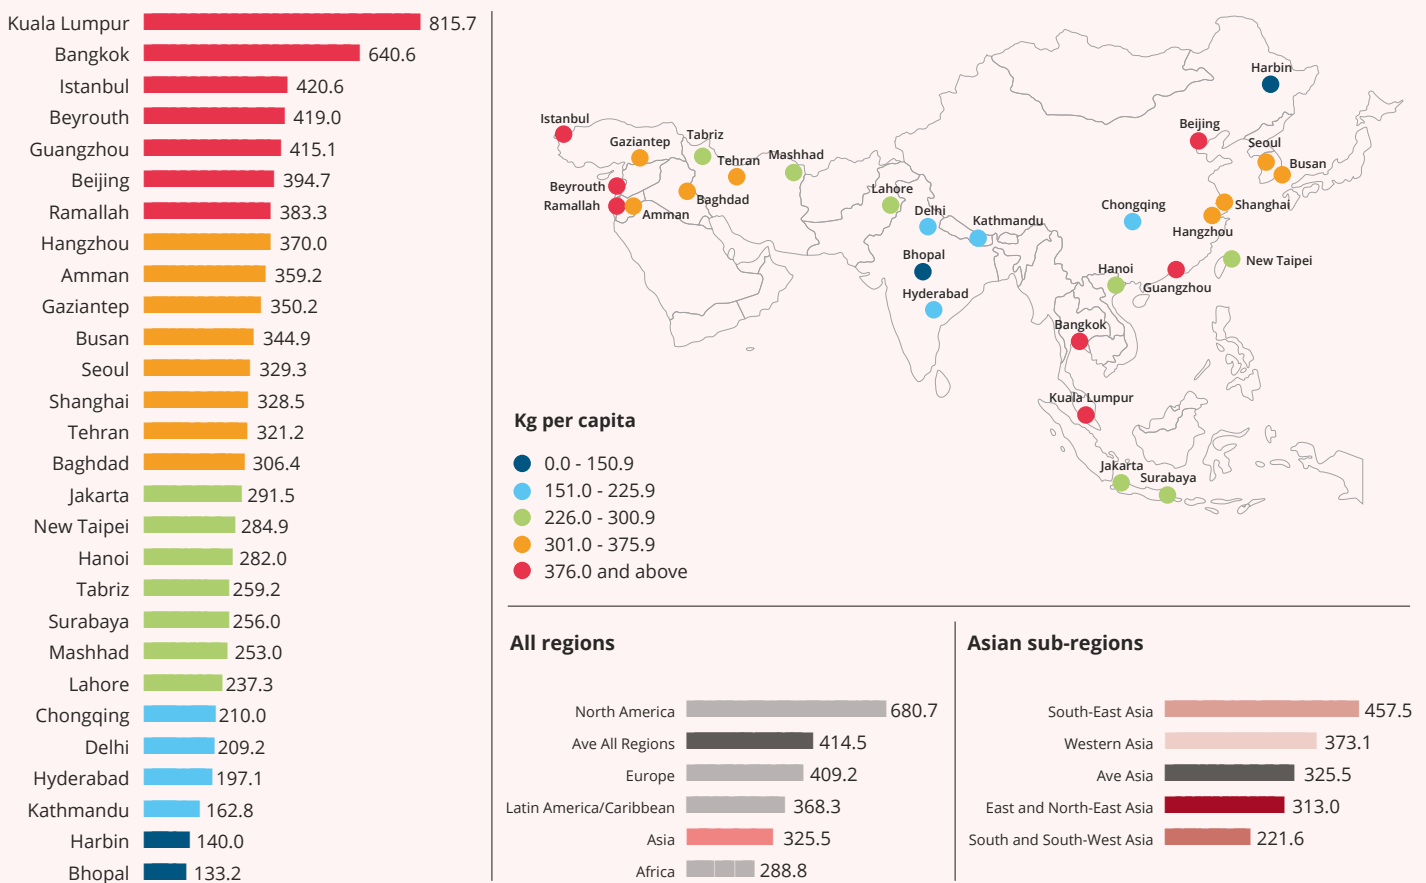 Kuala Lumpur 815.7
Bangkok 640.6
Istanbul 420.6
Beyrouth 419.0
Guangzhou 415.1
Beijing 394.7
Ramallah 383.3
Hangzhou 370.0
Amman 359.2
Gaziantep 350.2
Busan 344.9
Seoul 329.3
Shanghai 328.5
Tehran 321.2
Baghdad 306.4
Jakarta 291.5
New Taipei 284.9
Hanoi 282.0
Tabriz 259.2
Surabaya 256.0
Mashhad 253.0
Lahore 237.3
Chongqing 210.0
Delhi 209.2
Hyderabad 197.1
Kathmandu 162.8
Harbin 140.0
Bhopal 133.2
Harbin
Istanbul
Beijing
Gaziantep
Tabriz
Seoul
Tehran
Mashhad
Busan
Beyrouth
Lahore
Baghdad
Ramallah
Amman
Delhi
Chongqing
Shanghai
Kathmandu
Hangzhou
Bhopal
New Taipei
Hanoi
Guangzhou
Hyderabad
Bangkok
Kuala Lumpur
Jakarta
Surabaya
Kg per capita
0.0 - 150.9
151.0 - 225.9
226.0 - 300.9
301.0 - 375.9
376.0 and above
All regions
North America 680.7
Ave All Regions 414.5
Europe 409.2
Latin America/Caribbean 368.3
Asia 325.5
Africa 288.8
Asian sub-regions
South-East Asia 457.5
Western Asia 373.1
Ave Asia 325.5
East and North-East Asia 313.0
South and South-West Asia 221.6